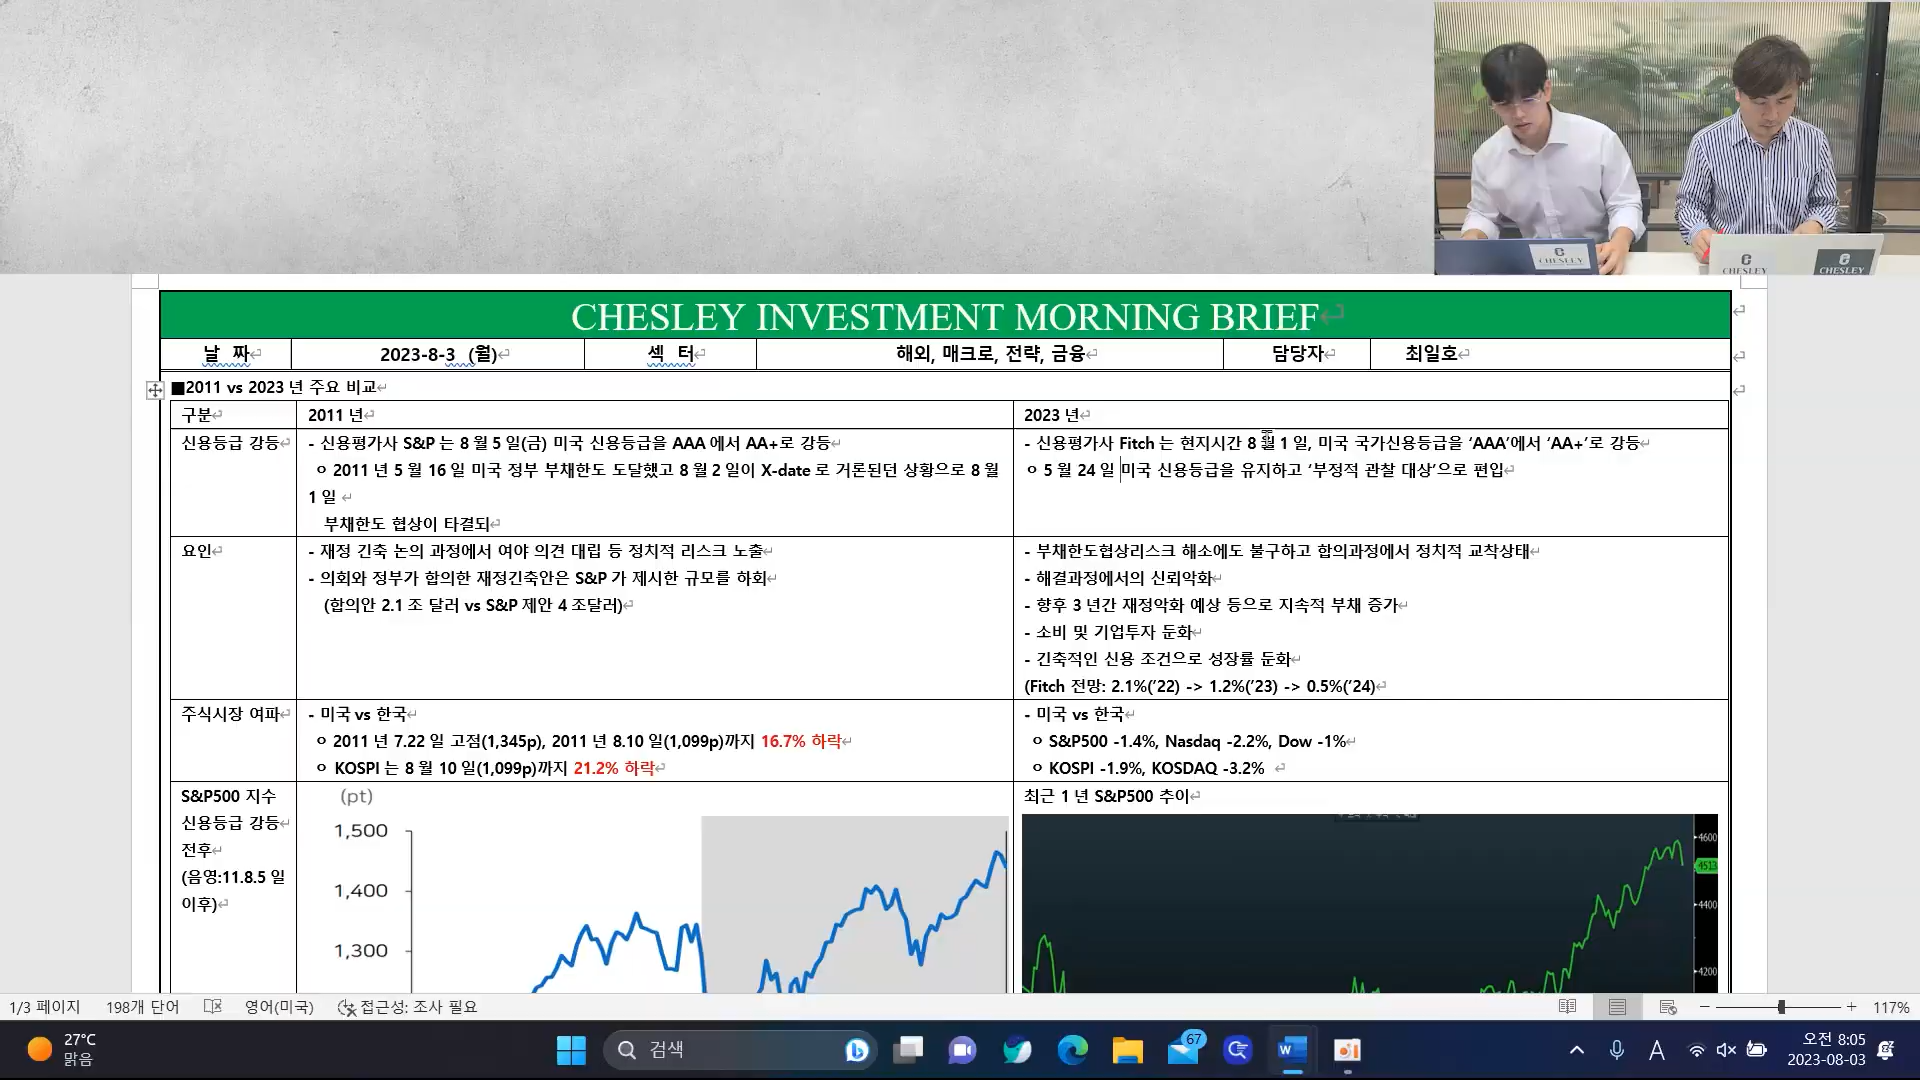 CHESLEY
CHESLEY
CHESLEY
CHESLEY INVESTMENT MORNING BRIEF
날 짜 2023-8-3 (월) 섹 터 해외, 매크로, 전략, 금융 담당자 최일호
■2011 vs 2023 년 주요 비교
구분 2011 년 2023 년
신용등급 강등
- 신용평가사 S&P 는 8 월 5 일(금) 미국 신용등급을 AAA 에서 AA+로 강등
o 2011 년 5 월 16 일 미국 정부 부채한도 도달했고 8 월 2 일이 X-date 로 거론된던 상황으로 8 월
1 일
부채한도 협상이 타결되
- 신용평가사 Fitch 는 현지시간 8 월 1 일, 미국 국가신용등급을 ‘AAA’에서 ‘AA+’로 강등
o 5 월 24 일 미국 신용등급을 유지하고 ‘부정적 관찰 대상’으로 편입
요인
- 재정 긴축 논의 과정에서 여야 의견 대립 등 정치적 리스크 노출
- 의회와 정부가 합의한 재정긴축안은 S&P 가 제시한 규모를 하회
(합의안 2.1 조 달러 vs S&P 제안 4 조달러)
- 부채한도협상리스크 해소에도 불구하고 합의과정에서 정치적 교착상태
- 해결과정에서의 신뢰악화
- 향후 3 년간 재정악화 예상 등으로 지속적 부채 증가
- 소비 및 기업투자 둔화
- 긴축적인 신용 조건으로 성장률 둔화
(Fitch 전망: 2.1%(’22) -> 1.2%(’23) -> 0.5%(’24)
주식시장 여파
- 미국 vs 한국
o 2011 년 7.22 일 고점(1,345p), 2011 년 8.10 일(1,099p)까지 16.7% 하락
o KOSPI 는 8 월 10 일(1,099p)까지 21.2% 하락
- 미국 vs 한국
o S&P500 -1.4%, Nasdaq -2.2%, Dow -1%
o KOSPI -1.9%, KOSDAQ -3.2%
S&P500 지수
신용등급 강등
전후
(음영:11.8.5 일
이후)
(pt)
1,500
1,400
1,300
최근 1 년 S&P500 추이
4600
4513
4400
4200
1/3 페이지 198개 단어 영어(미국) 접근성: 조사 필요 117%
27°C
맑음
검색
67
A
오전 8:05
2023-08-03